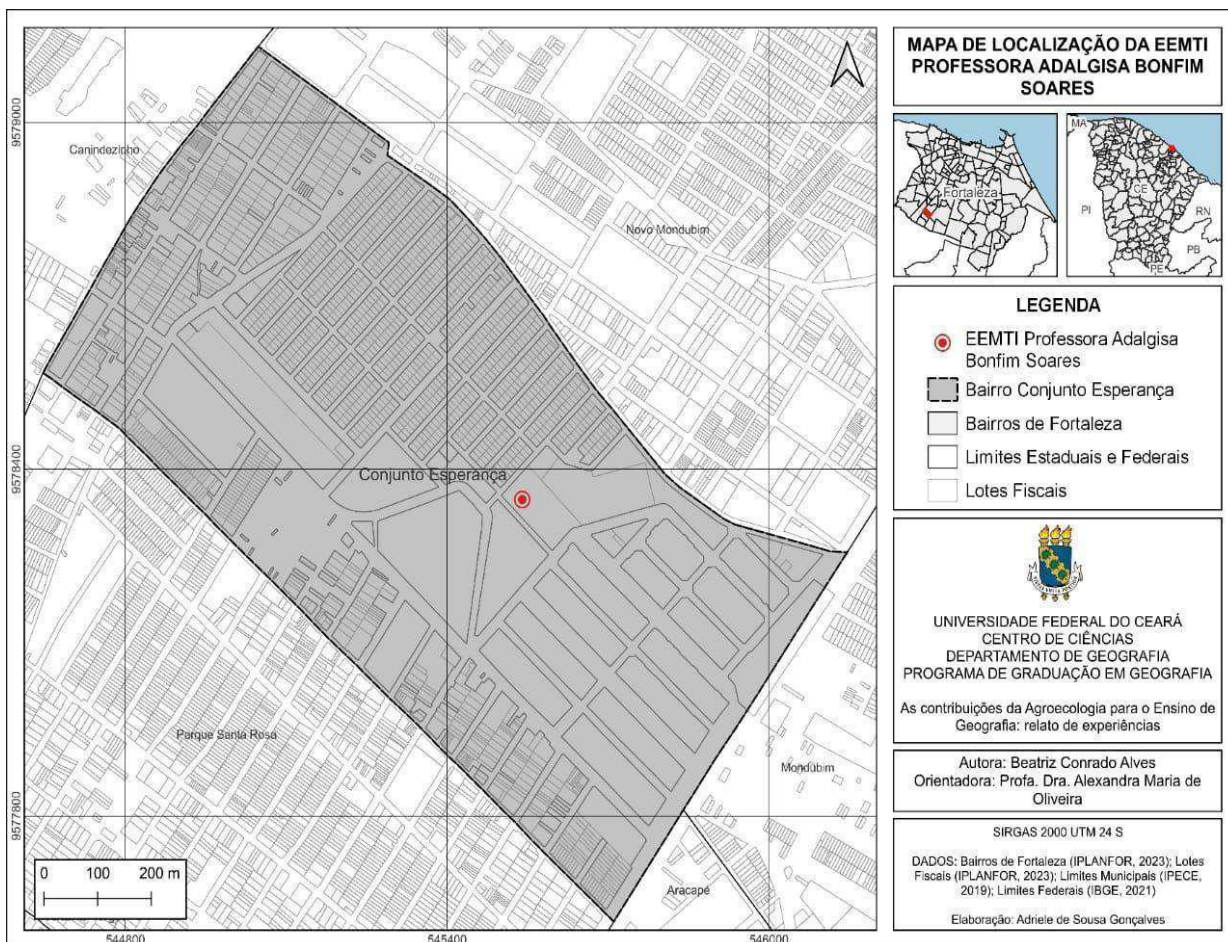 MAPA DE LOCALIZAÇÃO DA EEMTI
PROFESSORA ADALGISA BONFIM
SOARES
9579000
9578400
9577800
544800
545400
546000
Canindezinho
Novo Mondubim
Conjunto Esperança
Parque Santa Rosa
Mondubim
Aracapé
0 100 200 m
Fortaleza
MA
CE
PI
RN
PB
PE
LEGENDA
EEMTI Professora Adalgisa
Bonfim Soares
Bairro Conjunto Esperança
Bairros de Fortaleza
Limites Estaduais e Federais
Lotes Fiscais
UNIVERSIDADE FEDERAL DO CEARÁ
CENTRO DE CIÊNCIAS
DEPARTAMENTO DE GEOGRAFIA
PROGRAMA DE GRADUAÇÃO EM GEOGRAFIA
As contribuições da Agroecologia para o Ensino de
Geografia: relato de experiências
Autora: Beatriz Conrado Alves
Orientadora: Profa. Dra. Alexandra Maria de
Oliveira
SIRGAS 2000 UTM 24 S
DADOS: Bairros de Fortaleza (IPLANFOR, 2023); Lotes
Fiscais (IPLANFOR, 2023); Limites Municipais (IPECE,
2019); Limites Federais (IBGE, 2021)
Elaboração: Adriele de Sousa Gonçalves